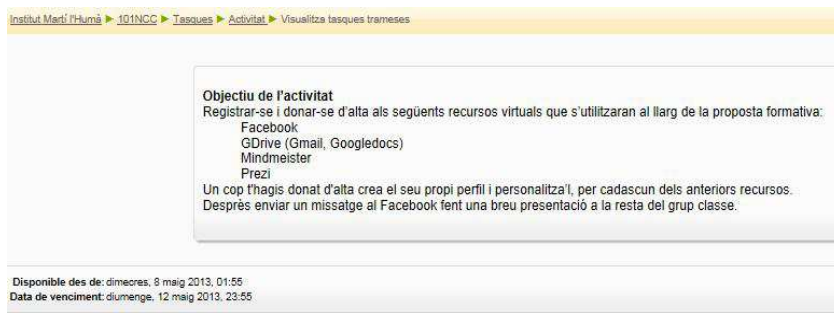 Institut Martí l'Humà ► 101NCC ► Tasques ► Activitat ► Visualitza tasques trameses
Objectiu de l'activitat
Registrar-se i donar-se d'alta als següents recursos virtuals que s'utilitzaran al llarg de la proposta formativa:
Facebook
GDrive (Gmail, Googledocs)
Mindmeister
Prezi
Un cop t'hagis donat d'alta crea el seu propi perfil i personalitza'l, per cadascun dels anteriors recursos.
Desprès enviar un missatge al Facebook fent una breu presentació a la resta del grup classe.
Disponible des de: dimecres, 8 maig 2013, 01:55
Data de venciment: diumenge, 12 maig 2013, 23:55